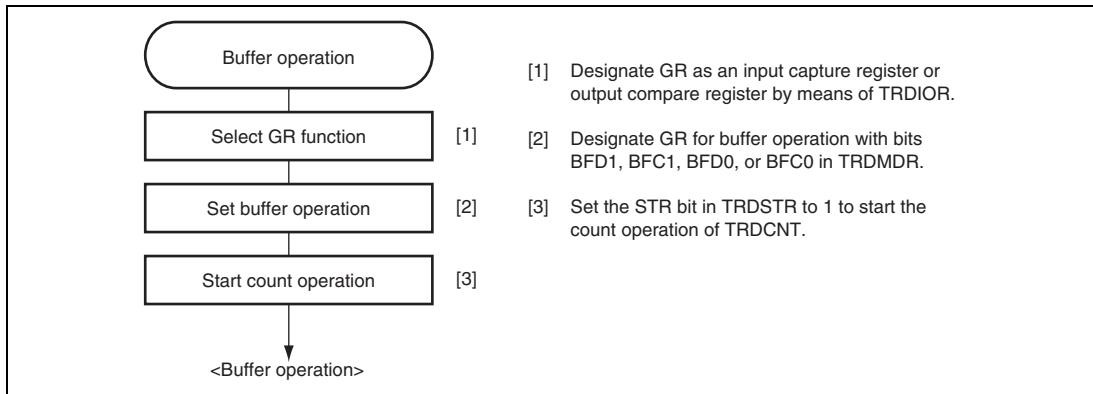 Buffer operation
Select GR function
[1]
Set buffer operation
[2]
Start count operation
[3]
<Buffer operation>
[1] Designate GR as an input capture register or
output compare register by means of TRDIOR.
[2] Designate GR for buffer operation with bits
BFD1, BFC1, BFD0, or BFC0 in TRDMDR.
[3] Set the STR bit in TRDSTR to 1 to start the
count operation of TRDCNT.